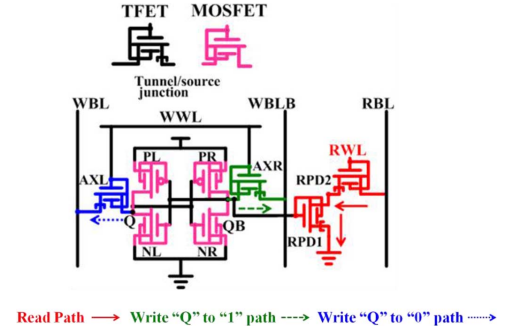 TFET MOSFET
Tunnel/source
junction
WBL WBLB RBL
WWL
RWL
PL PR AXR
AXL RPD2
Q QB
RPD1
NL NR
Read Path Write “Q” to “1” path Write “Q” to “0” path